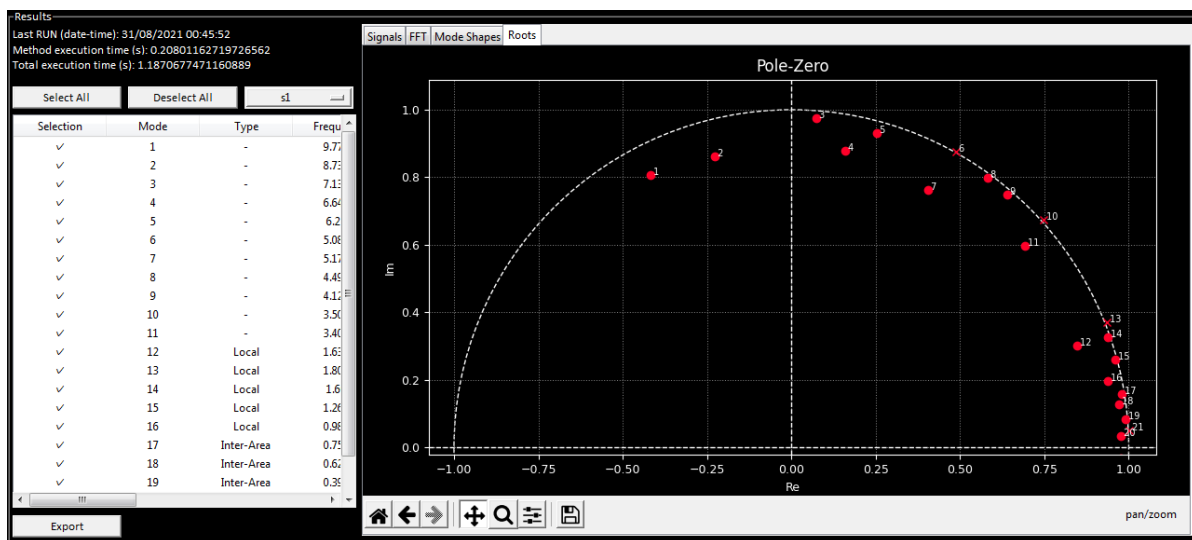 Results
Last RUN (date-time): 31/08/2021 00:45:52
Method execution time (s): 0.20801162719726562
Total execution time (s): 1.1870677471160889
Select All Deselect All s1
Selection Mode Type Frequ
✓ 1 - 9.77
✓ 2 - 8.73
✓ 3 - 7.13
✓ 4 - 6.64
✓ 5 - 6.2
✓ 6 - 5.08
✓ 7 - 5.17
✓ 8 - 4.49
✓ 9 - 4.12
✓ 10 - 3.50
✓ 11 - 3.40
✓ 12 Local 1.63
✓ 13 Local 1.80
✓ 14 Local 1.6
✓ 15 Local 1.26
✓ 16 Local 0.98
✓ 17 Inter-Area 0.75
✓ 18 Inter-Area 0.62
✓ 19 Inter-Area 0.39
Export
Signals FFT Mode Shapes Roots
Pole-Zero
1.0
0.8
0.6
0.4
0.2
0.0
Im
1
2
3
4
5
6
7
8
9
10
11
12
13
14
15
16
17
18
19
20
21
-1.00 -0.75 -0.50 -0.25 0.00 0.25 0.50 0.75 1.00
Re
pan/zoom